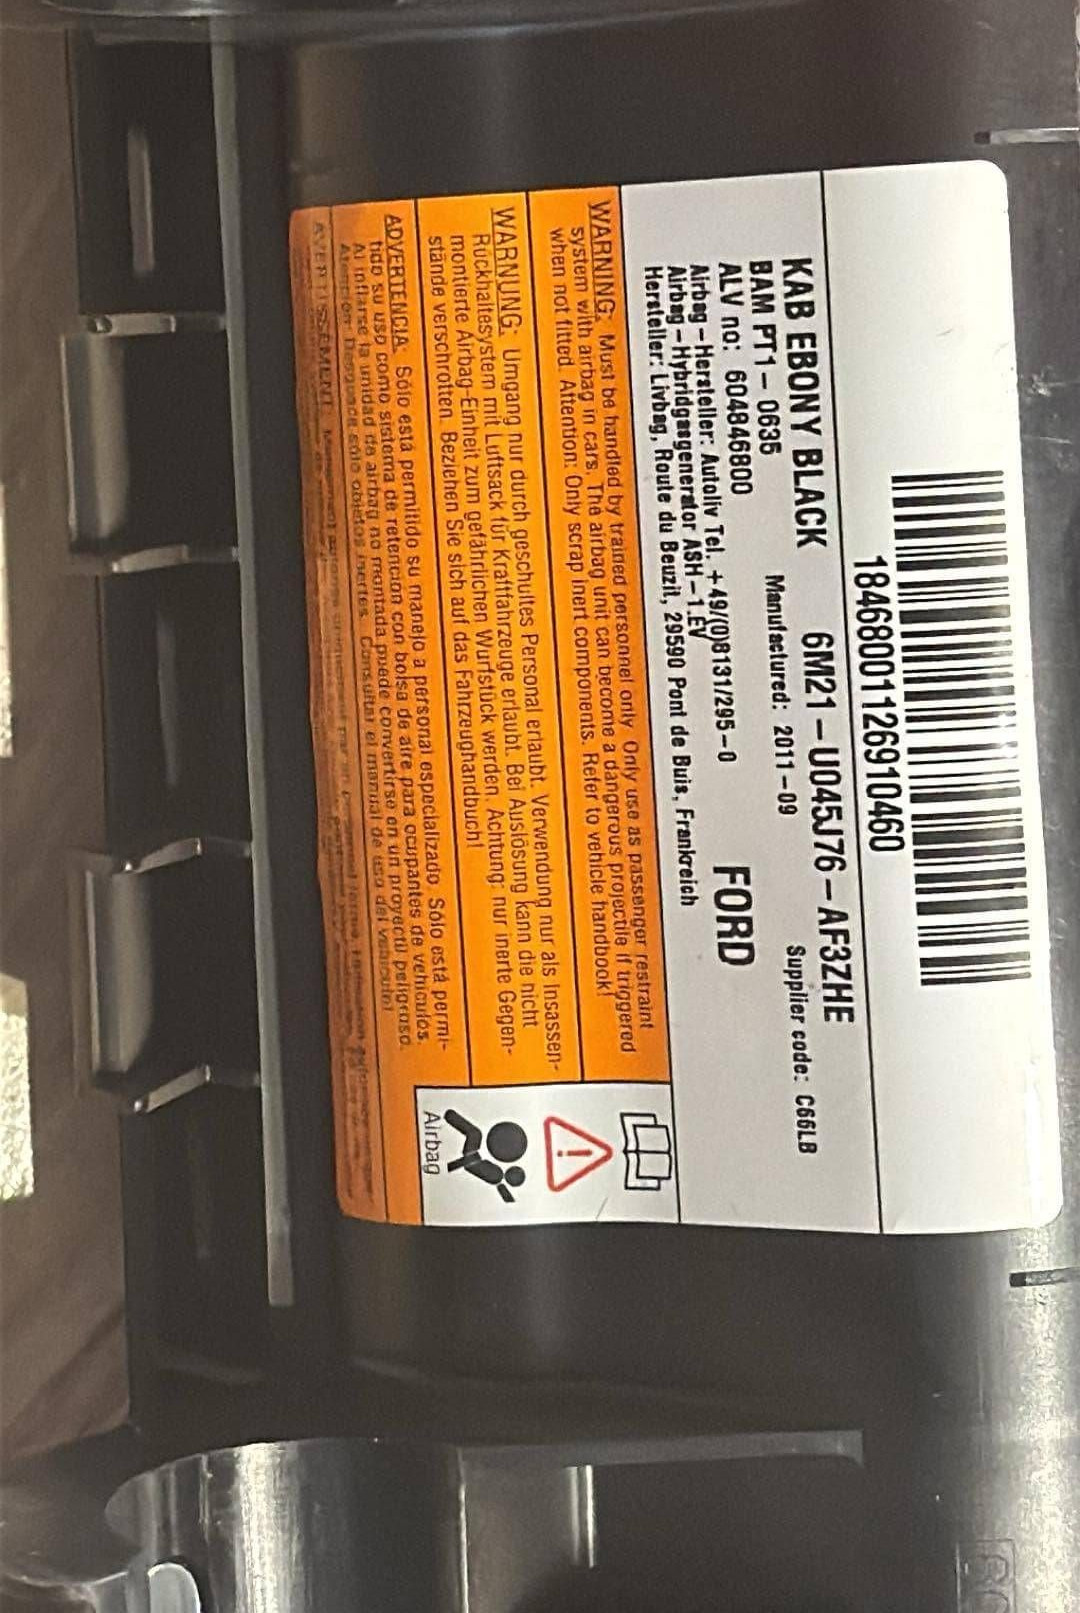 18468001126910460
KAB EBONY BLACK 6M21-U045J76-AF3ZHE
BAM PT1-0635 Manufactured: 2011-09 Supplier code: C66LB
ALV no: 604846800 FORD
Airbag-Hersteller: Autoliv Tel. +49/(0)8131/295-0
Airbag-Hybridgasgenerator ASH-1.EV
Hersteller: Livbag, Route du Beuzit, 29590 Pont de Buis, Frankreich
WARNING: Must be handled by trained personnel only. Only use as passenger restraint
system with airbag in cars. The airbag unit can become a dangerous projectile if triggered
when not fitted. Attention: Only scrap inert components. Refer to vehicle handbook!
WARNUNG: Umgang nur durch geschultes Personal erlaubt. Verwendung nur als Insassen-
Rückhaltesystem mit Luftsack für Kraftfahrzeuge erlaubt. Bei Auslösung kann die nicht
montierte Airbag-Einheit zum gefährlichen Wurfstück werden. Achtung: nur inerte Gegen-
stände verschrotten. Beziehen Sie sich auf das Fahrzeughandbuch!
ADVERTENCIA: Sólo está permitido su manejo a personal especializado. Sólo está permi-
tido su uso como sistema de retención con bolsa de aire para ocupantes de vehículos.
Al inflarse la unidad de airbag no montada puede convertirse en un proyectil peligroso.
Atención: Desguace sólo objetos inertes. Consultar el manual de uso del vehículo!
AVERTISSEMENT:
Airbag